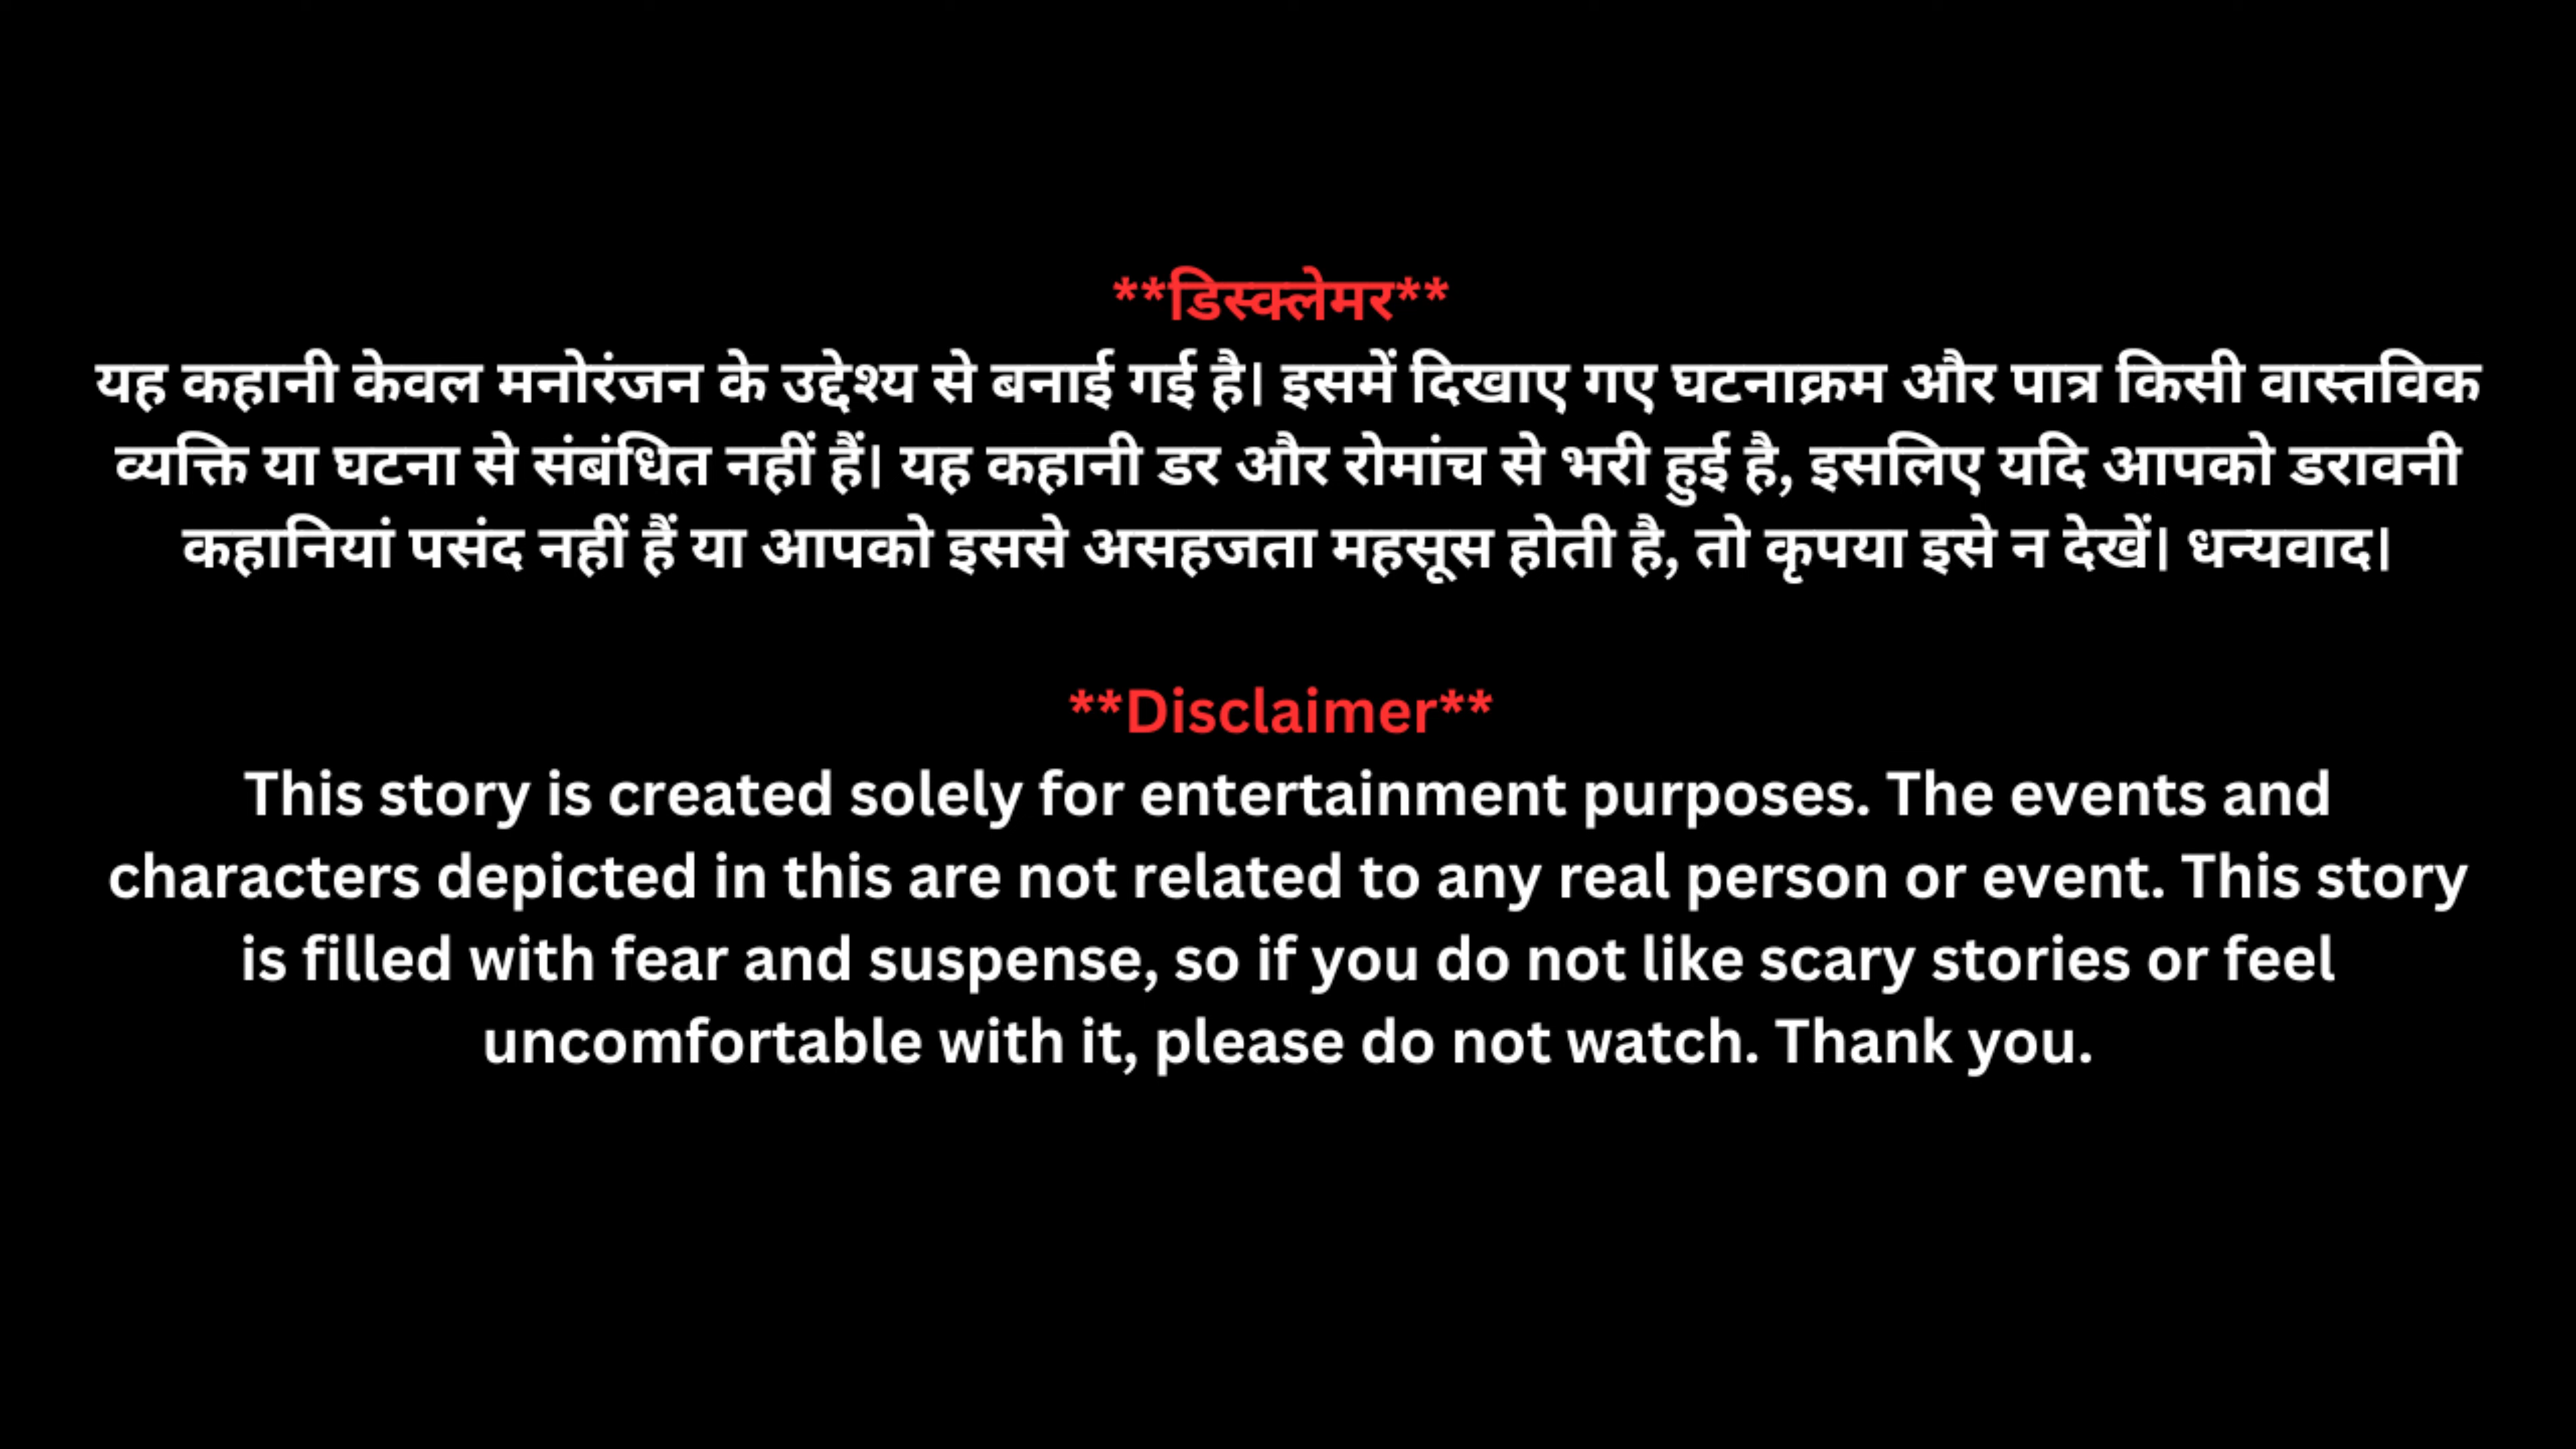 **डिस्क्लेमर**
यह कहानी केवल मनोरंजन के उद्देश्य से बनाई गई है। इसमें दिखाए गए घटनाक्रम और पात्र किसी वास्तविक
व्यक्ति या घटना से संबंधित नहीं हैं। यह कहानी डर और रोमांच से भरी हुई है, इसलिए यदि आपको डरावनी
कहानियां पसंद नहीं हैं या आपको इससे असहजता महसूस होती है, तो कृपया इसे न देखें। धन्यवाद।
**Disclaimer**
This story is created solely for entertainment purposes. The events and
characters depicted in this are not related to any real person or event. This story
is filled with fear and suspense, so if you do not like scary stories or feel
uncomfortable with it, please do not watch. Thank you.